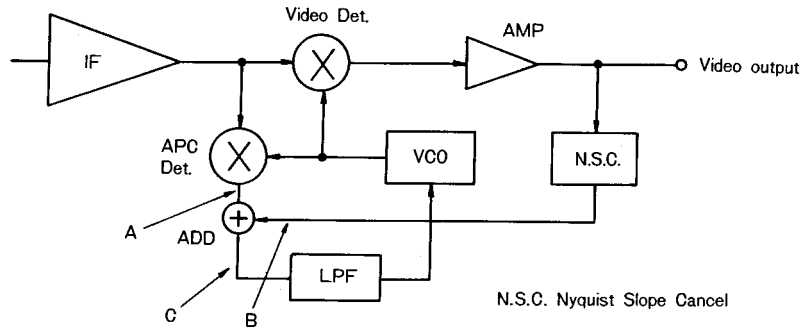 Video Det.
AMP
IF
Video output
APC
Det.
VCO
N.S.C.
A
ADD
LPF
C
B
N.S.C. Nyquist Slope Cancel